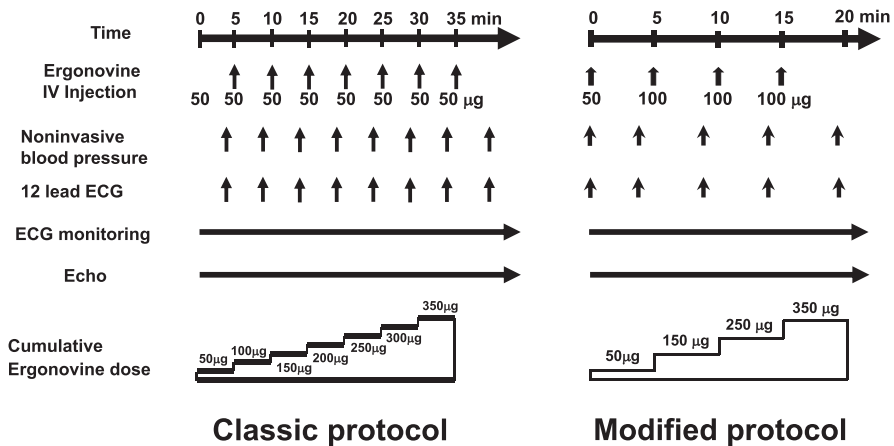 Time 0 5 10 15 20 25 30 35 min 0 5 10 15 20 min
Ergonovine
IV Injection
50 50 50 50 50 50 50 50 μg 50 100 100 100 μg
Noninvasive
blood pressure
12 lead ECG
ECG monitoring
Echo
Cumulative
Ergonovine dose
50μg 100μg 150μg 200μg 250μg 300μg 350μg
50μg 150 μg 250 μg 350 μg
Classic protocol Modified protocol